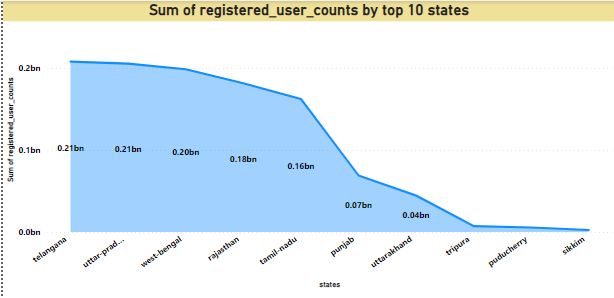 Sum of registered_user_counts by top 10 states
Sum of registered_user_counts
0.2bn
0.1bn
0.0bn
0.21bn
0.21bn
0.20bn
0.18bn
0.16bn
0.07bn
0.04bn
telangana
uttar-prad...
west-bengal
rajasthan
tamil-nadu
punjab
uttarakhand
tripura
puducherry
sikkim
states